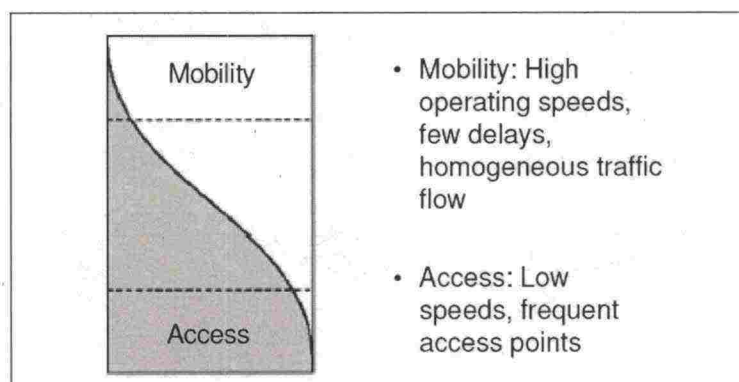 Mobility
Access
• Mobility: High
operating speeds,
few delays,
homogeneous traffic
flow
• Access: Low
speeds, frequent
access points